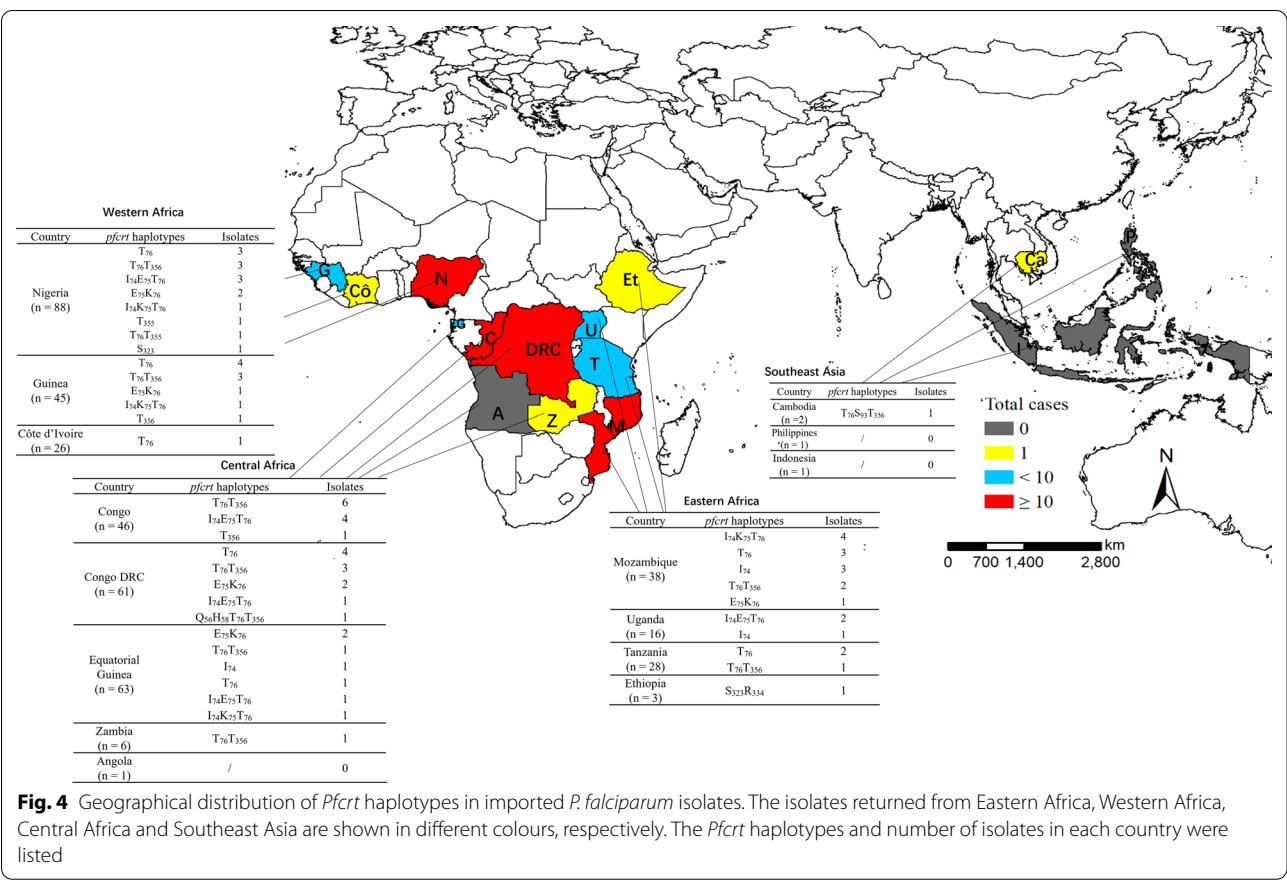 Western Africa
Country pfcrt haplotypes Isolates
Nigeria (n = 88)
T76 3
T76T356 3
I74E75T76 3
E75K76 2
I74K75T76 1
T355 1
T76T355 1
S323 1
Guinea (n = 45)
T76 4
T76T356 3
E75K76 1
I74K75T76 1
T356 1
Côte d'Ivoire (n = 26)
T76 1
Central Africa
Country pfcrt haplotypes Isolates
Congo (n = 46)
T76T356 6
I74E75T76 4
T356 1
Congo DRC (n = 61)
T76 4
T76T356 3
E75K76 2
I74E75T76 1
Q56H58T76T356 1
Equatorial Guinea (n = 63)
E75K76 2
T76T356 1
I74 1
T76 1
I74E75T76 1
I74K75T76 1
Zambia (n = 6)
T76T356 1
Angola (n = 1)
/ 0
G
Cô
N
Et
EG
C
DRC
U
T
A
Z
M
Ca
P
I
Eastern Africa
Country pfcrt haplotypes Isolates
Mozambique (n = 38)
I74K75T76 4
T76 3
I74 3
T76T356 2
E75K76 1
Uganda (n = 16)
I74E75T76 2
I74 1
Tanzania (n = 28)
T76 2
T76T356 1
Ethiopia (n = 3)
S323R334 1
Southeast Asia
Country pfcrt haplotypes Isolates
Cambodia (n =2)
T76S93T356 1
Philippines (n = 1)
/ 0
Indonesia (n = 1)
/ 0
Total cases
0
1
< 10
≥ 10
N
km
0 700 1,400 2,800
Fig. 4 Geographical distribution of Pfcrt haplotypes in imported P. falciparum isolates. The isolates returned from Eastern Africa, Western Africa,
Central Africa and Southeast Asia are shown in different colours, respectively. The Pfcrt haplotypes and number of isolates in each country were
listed